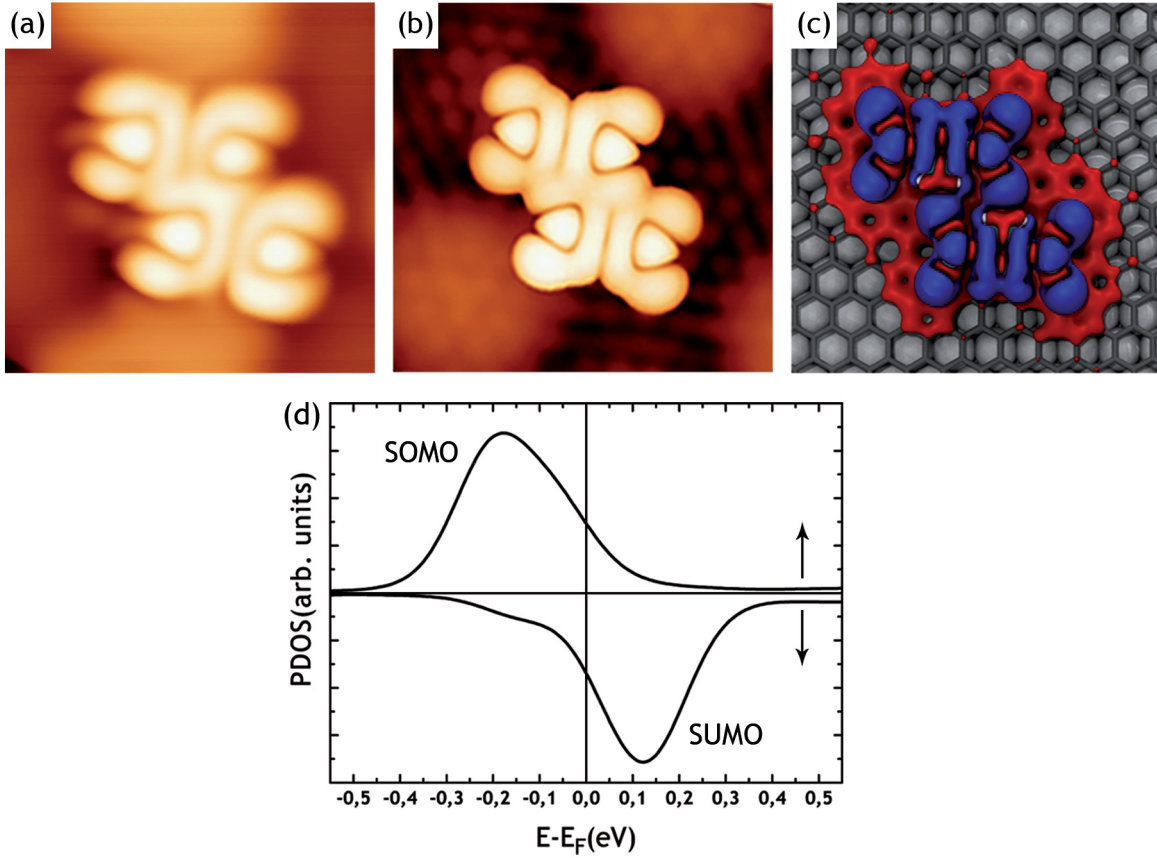 (a)
(b)
(c)
(d)
SOMO
SUMO
PDOS(arb. units)
-0,5 -0,4 -0,3 -0,2 -0,1 0,0 0,1 0,2 0,3 0,4 0,5
E-EF(eV)